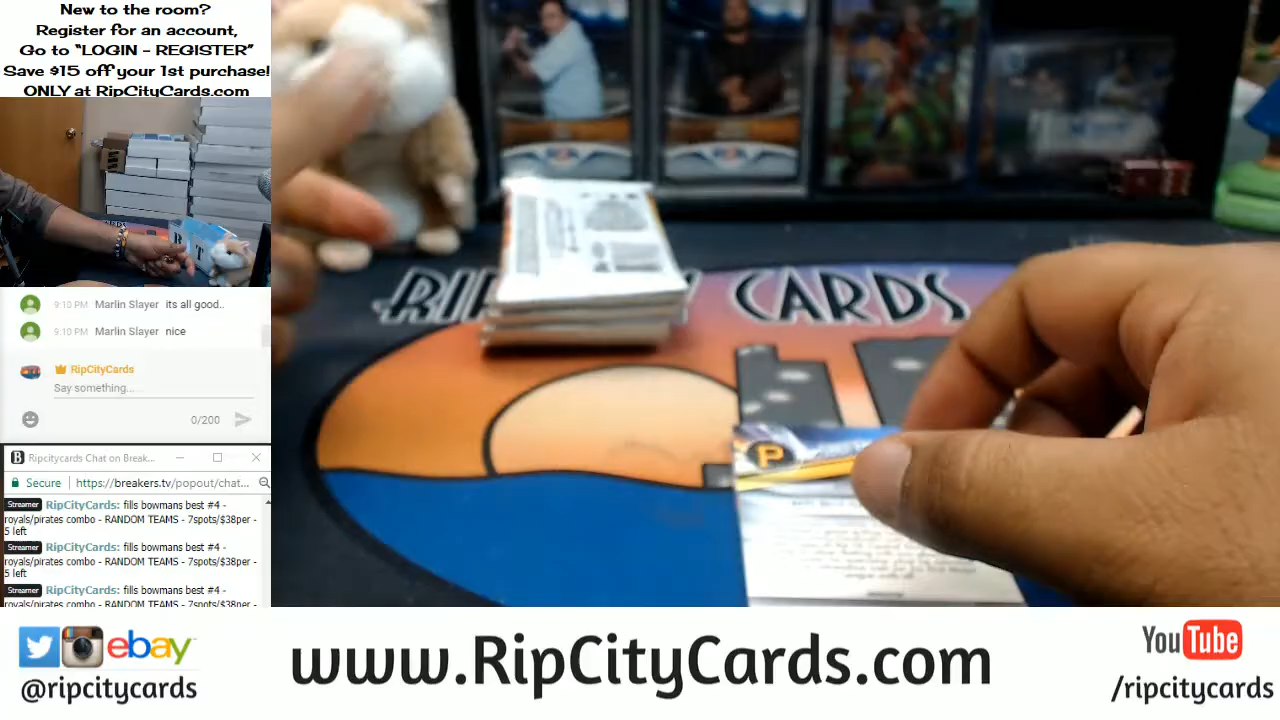 New to the room?
Register for an account,
Go to “LOGIN - REGISTER”
Save $15 off your 1st purchase!
ONLY at RipCityCards.com
9:10 PM Marlin Slayer its all good..
9:10 PM Marlin Slayer nice
RipCityCards
Say something...
0/200
B Ripcitycards Chat on Break...
Secure https://breakers.tv/popout/chat...
Streamer RipCityCards: fills bowmans best #4 -
royals/pirates combo - RANDOM TEAMS - 7spots/$38per -
5 left
Streamer RipCityCards: fills bowmans best #4 -
royals/pirates combo - RANDOM TEAMS - 7spots/$38per -
5 left
Streamer RipCityCards: fills bowmans best #4 -
royals/pirates combo - RANDOM TEAMS - 7spots/$38per -
CARDS
P
ebay
@ripcitycards
www.RipCityCards.com
YouTube
/ripcitycards